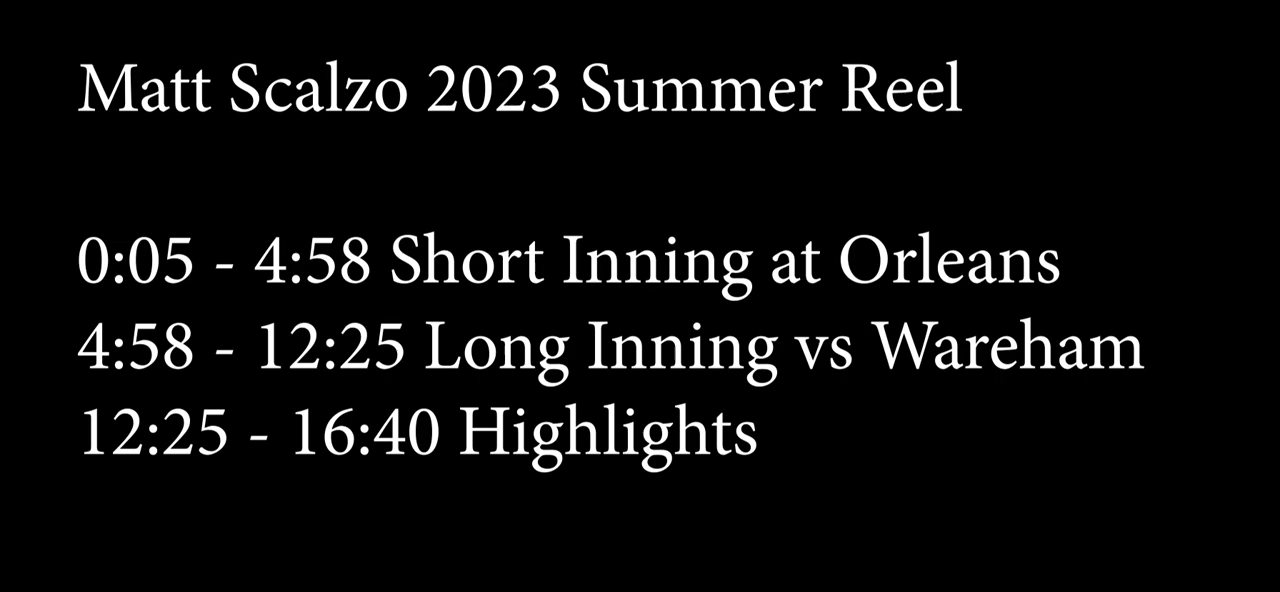 Matt Scalzo 2023 Summer Reel
0:05 - 4:58 Short Inning at Orleans
4:58 - 12:25 Long Inning vs Wareham
12:25 - 16:40 Highlights